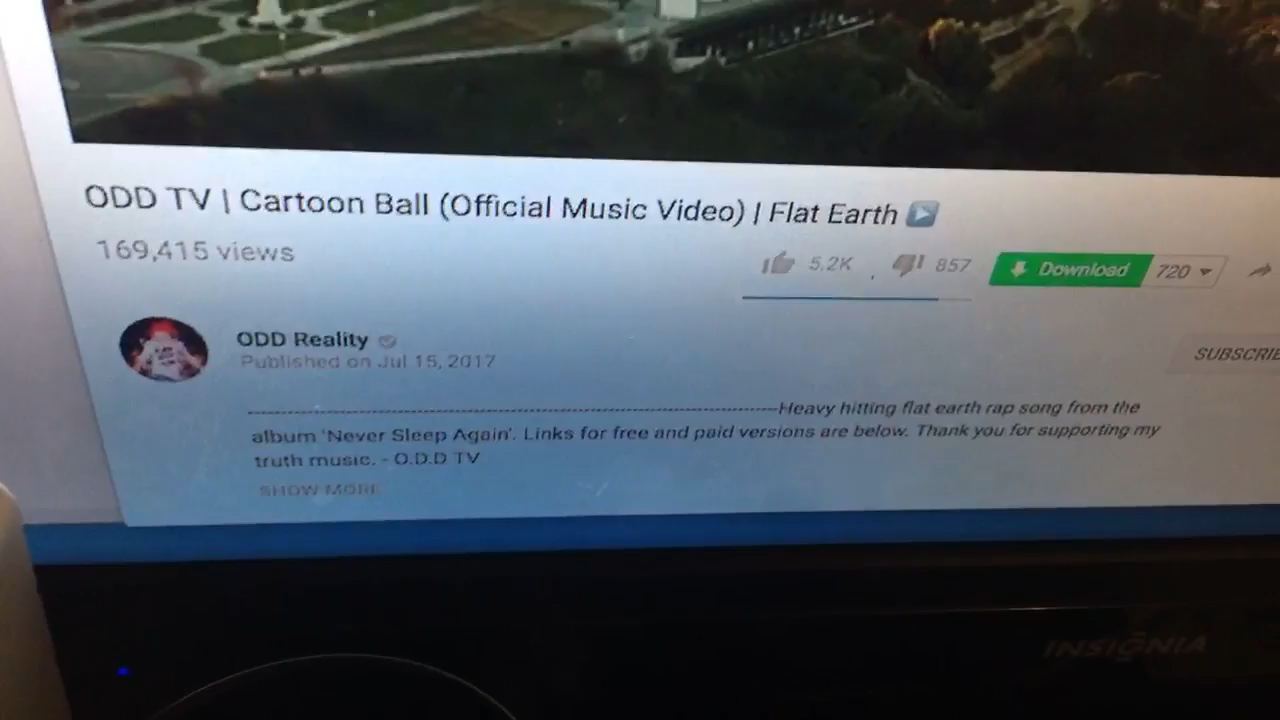 ODD TV | Cartoon Ball (Official Music Video) | Flat Earth
169,415 views
5.2K 857 Download 720
ODD Reality
Published on Jul 15, 2017
SUBSCRIBE
--------------------Heavy hitting flat earth rap song from the
album 'Never Sleep Again'. Links for free and paid versions are below. Thank you for supporting my
truth music. - O.D.D TV
SHOW MORE
INSIGNIA